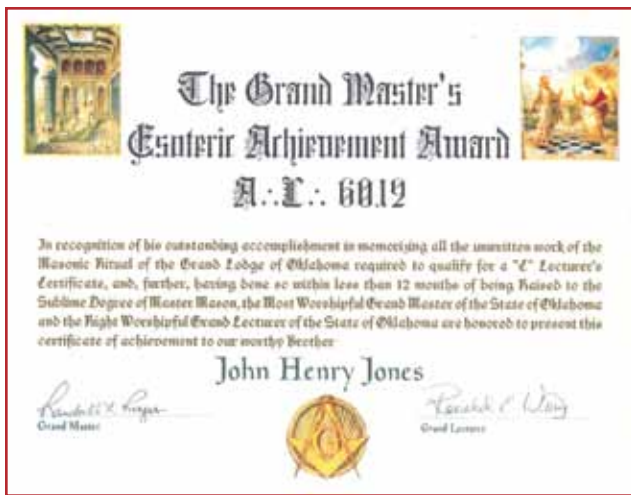 The Grand Master's
Esoteric Achievement Award
A∴L∴ 6012
In recognition of his outstanding accomplishment in memorizing all the unwritten work of the
Masonic Ritual of the Grand Lodge of Oklahoma required to qualify for a "C" Lecturer's
Certificate, and, further, having done so within less than 12 months of being Raised to the
Sublime Degree of Master Mason, the Most Worshipful Grand Master of the State of Oklahoma
and the Right Worshipful Grand Lecturer of the State of Oklahoma are honored to present this
certificate of achievement to our worthy Brother
John Henry Jones
Grand Master
Grand Lecturer
G